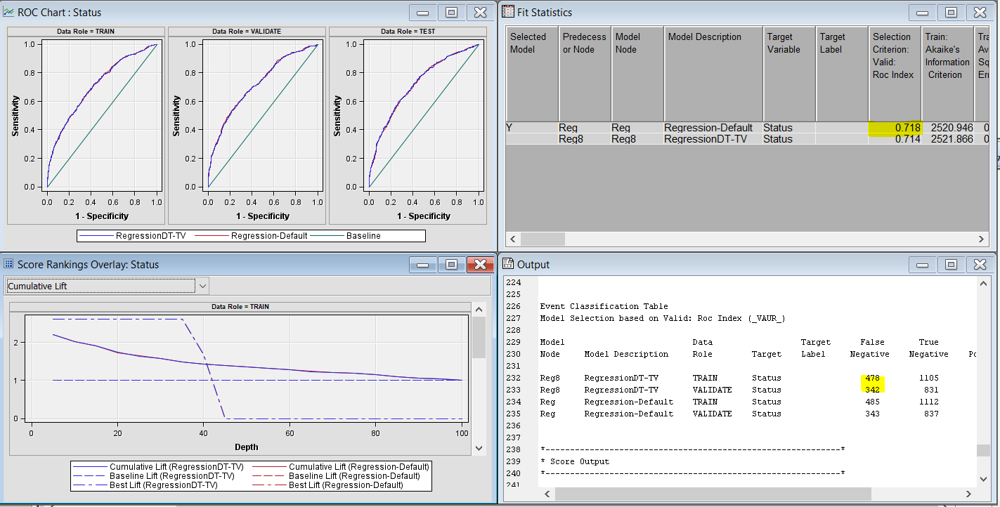 ROC Chart : Status
Data Role = TRAIN
Data Role = VALIDATE
Data Role = TEST
Sensitivity
1.0
0.8
0.6
0.4
0.2
0.0
0.0 0.2 0.4 0.6 0.8 1.0
1 - Specificity
Sensitivity
1.0
0.8
0.6
0.4
0.2
0.0
0.0 0.2 0.4 0.6 0.8 1.0
1 - Specificity
Sensitivity
1.0
0.8
0.6
0.4
0.2
0.0
0.0 0.2 0.4 0.6 0.8 1.0
1 - Specificity
RegressionDT-TV Regression-Default Baseline
Fit Statistics
Selected Model
Predecess or Node
Model Node
Model Description
Target Variable
Target Label
Selection Criterion: Valid: Roc Index
Train: Akaike's Information Criterion
Tra Av Sq Err
Y Reg Reg Regression-Default Status 0.718 2520.946 0
Reg8 Reg8 RegressionDT-TV Status 0.714 2521.866 0
Score Rankings Overlay: Status
Cumulative Lift
Data Role = TRAIN
2
1
0
0 20 40 60 80 100
Depth
Cumulative Lift (RegressionDT-TV) Cumulative Lift (Regression-Default)
Baseline Lift (RegressionDT-TV) Baseline Lift (Regression-Default)
Best Lift (RegressionDT-TV) Best Lift (Regression-Default)
Output
224
225
226 Event Classification Table
227 Model Selection based on Valid: Roc Index (_VAUR_)
228
229 Model Data Target False True
230 Node Model Description Role Target Label Negative Negative Po
231
232 Reg8 RegressionDT-TV TRAIN Status 478 1105
233 Reg8 RegressionDT-TV VALIDATE Status 342 831
234 Reg Regression-Default TRAIN Status 485 1112
235 Reg Regression-Default VALIDATE Status 343 837
236
237
238 *------------------------------------------------------------*
239 * Score Output
240 *------------------------------------------------------------*
241